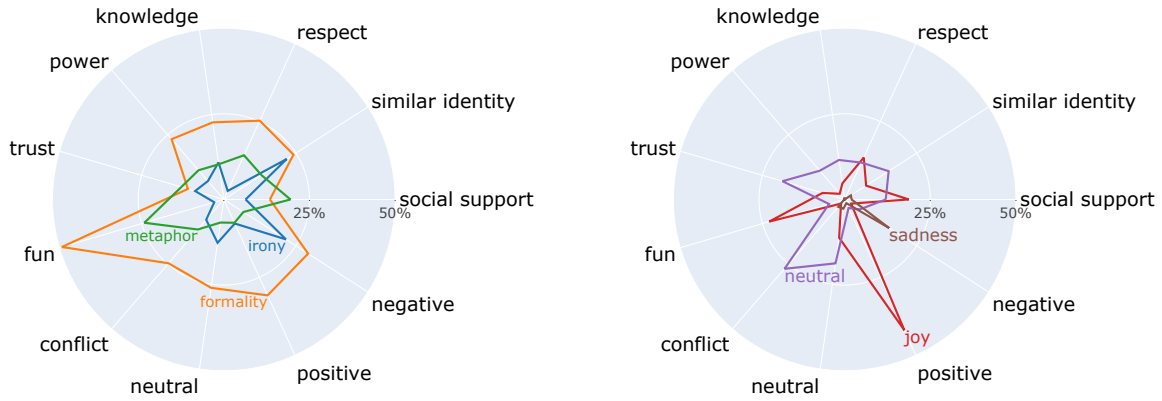 knowledge
respect
power
similar identity
trust
social support
25%
50%
metaphor
irony
fun
negative
formality
conflict
positive
neutral
knowledge
respect
power
similar identity
trust
social support
25%
50%
sadness
fun
neutral
negative
joy
conflict
positive
neutral